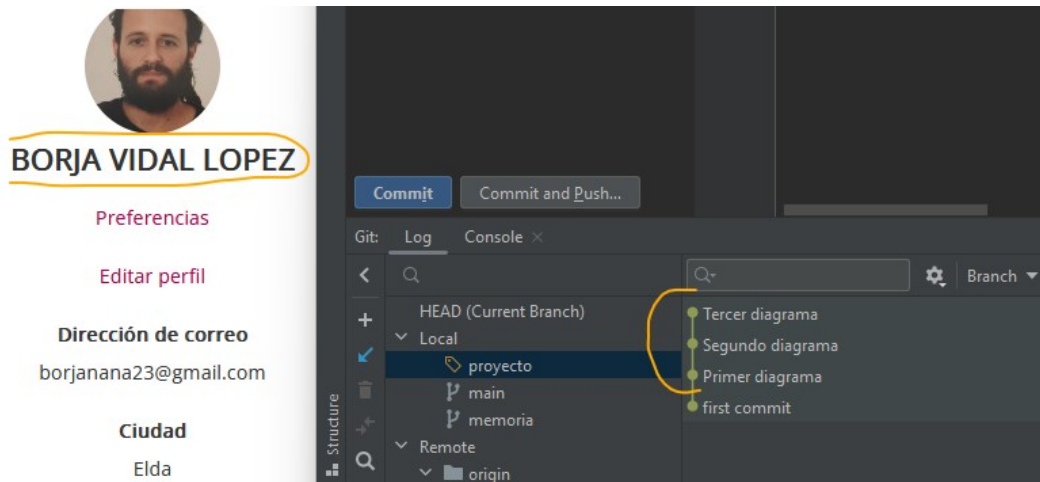 BORJA VIDAL LOPEZ
Preferencias
Editar perfil
Dirección de correo
borjanana23@gmail.com
Ciudad
Elda
Commit
Commit and Push...
Git:
Log
Console
Branch
Structure
HEAD (Current Branch)
Local
proyecto
main
memoria
Remote
origin
Tercer diagrama
Segundo diagrama
Primer diagrama
first commit